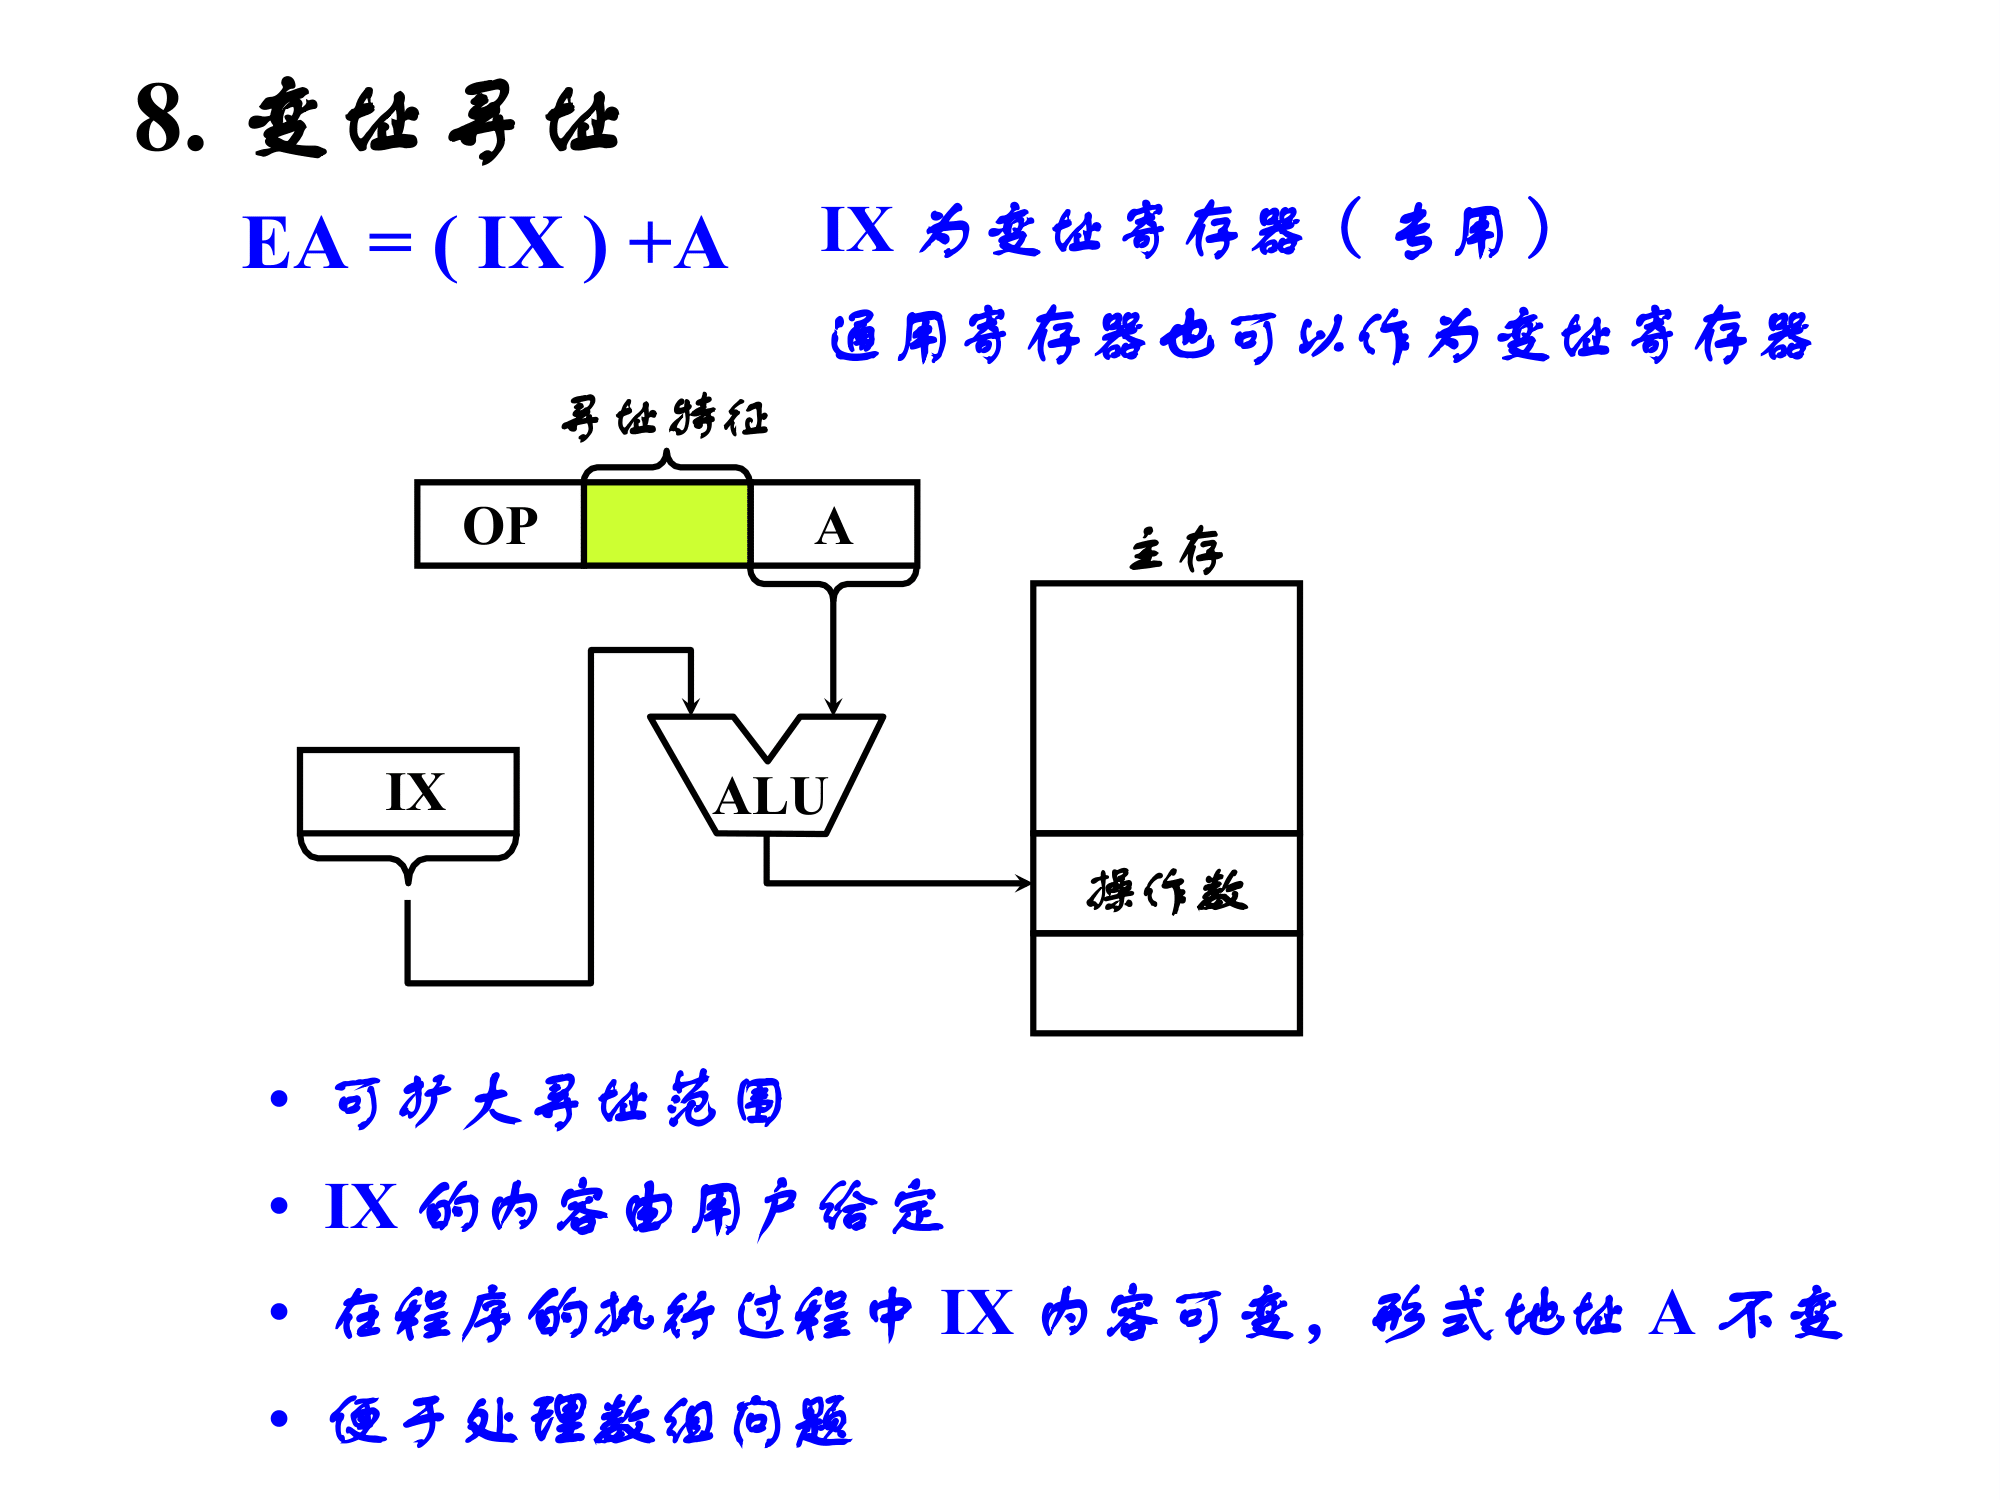 8. 变址寻址
EA = ( IX ) +A
IX 为变址寄存器（专用）
通用寄存器也可以作为变址寄存器
寻址特征
OP A
主存
IX
ALU
操作数
• 可扩大寻址范围
• IX 的内容由用户给定
• 在程序的执行过程中 IX 内容可变，形式地址 A 不变
• 便于处理数组问题